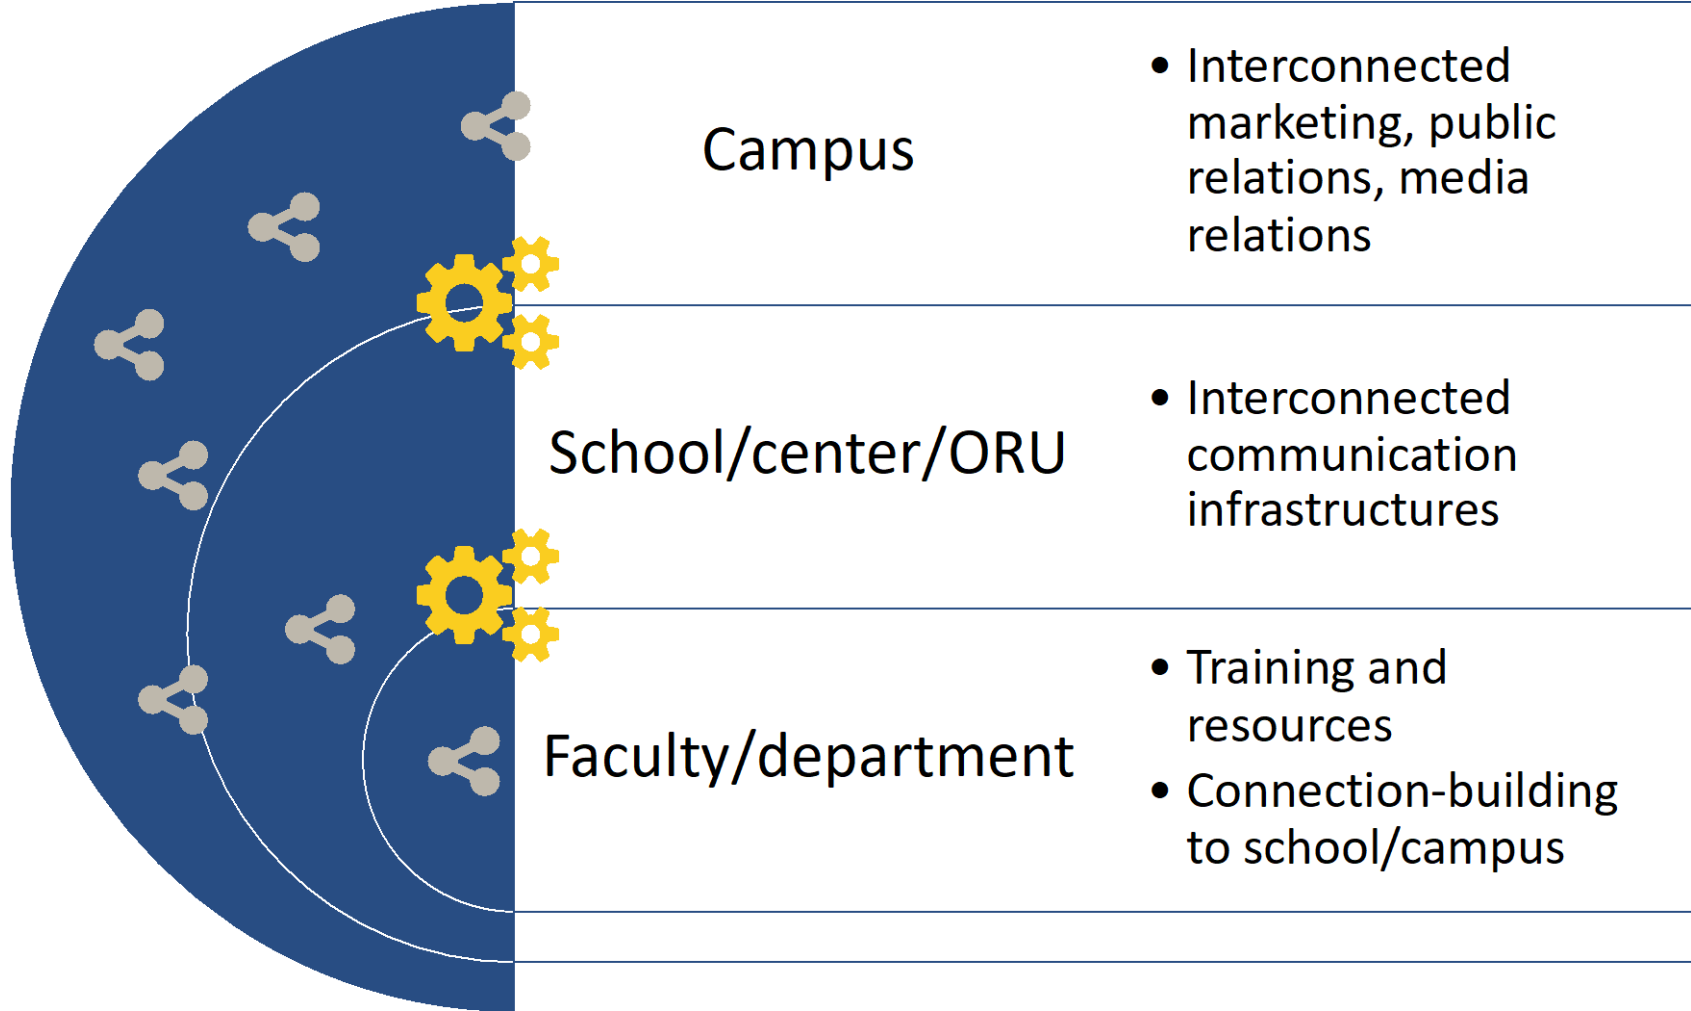 Campus
• Interconnected
marketing, public
relations, media
relations
School/center/ORU
• Interconnected
communication
infrastructures
Faculty/department
• Training and
resources
• Connection-building
to school/campus